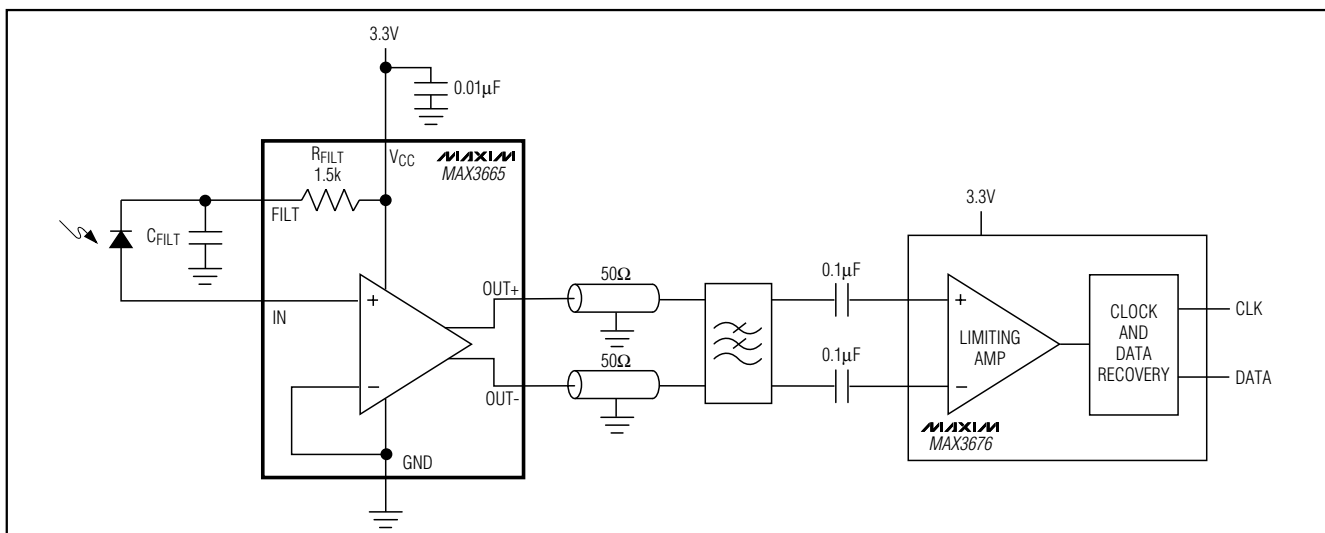 3.3V
0.01μF
RFILT
1.5k
VCC
MAXIM
MAX3665
FILT
CFILT
IN
+
−
OUT+
OUT-
GND
50Ω
50Ω
0.1μF
0.1μF
3.3V
+
−
LIMITING
AMP
CLOCK
AND
DATA
RECOVERY
CLK
DATA
MAXIM
MAX3676